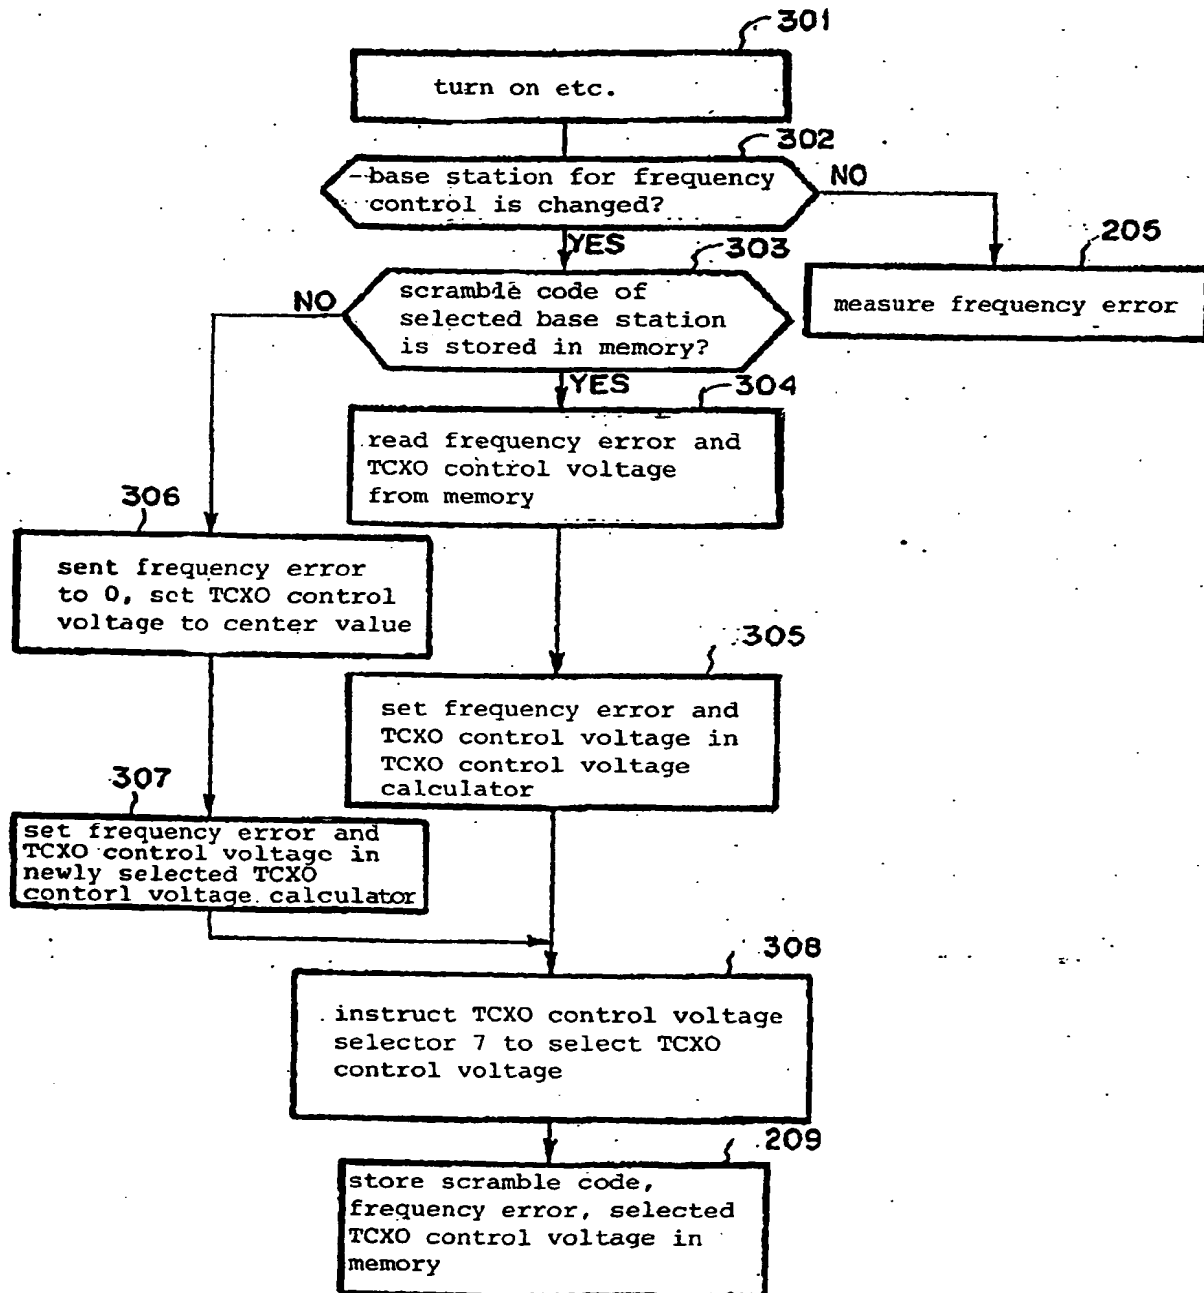 301
turn on etc.
302
base station for frequency
control is changed?
NO
YES
205
measure frequency error
303
scramble code of
selected base station
is stored in memory?
NO
YES
304
read frequency error and
TCXO control voltage
from memory
306
sent frequency error
to 0, set TCXO control
voltage to center value
305
set frequency error and
TCXO control voltage in
TCXO control voltage
calculator
307
set frequency error and
TCXO control voltage in
newly selected TCXO
contorl voltage calculator
308
instruct TCXO control voltage
selector 7 to select TCXO
control voltage
209
store scramble code,
frequency error, selected
TCXO control voltage in
memory